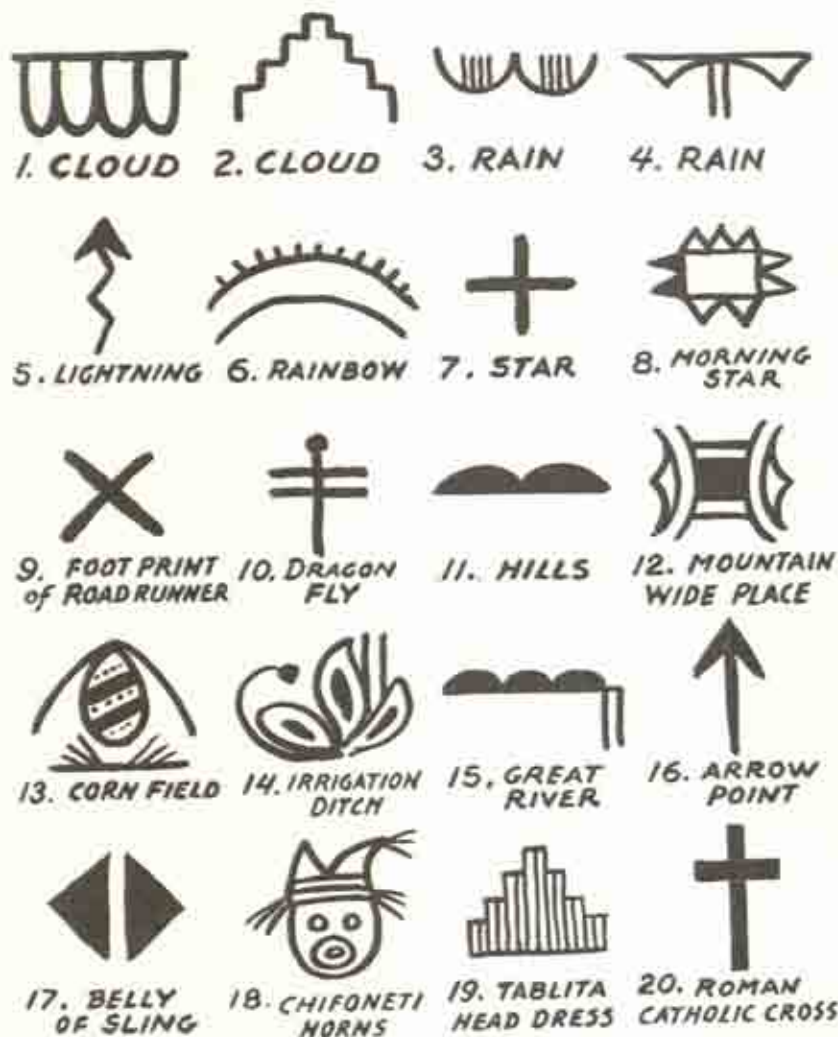 1. CLOUD
2. CLOUD
3. RAIN
4. RAIN
5. LIGHTNING
6. RAINBOW
7. STAR
8. MORNING
STAR
9. FOOT PRINT
of ROAD RUNNER
10. DRAGON
FLY
11. HILLS
12. MOUNTAIN
WIDE PLACE
13. CORN FIELD
14. IRRIGATION
DITCH
15. GREAT
RIVER
16. ARROW
POINT
17. BELLY
OF SLING
18. CHIFONETI
HORNS
19. TABLITA
HEAD DRESS
20. ROMAN
CATHOLIC CROSS